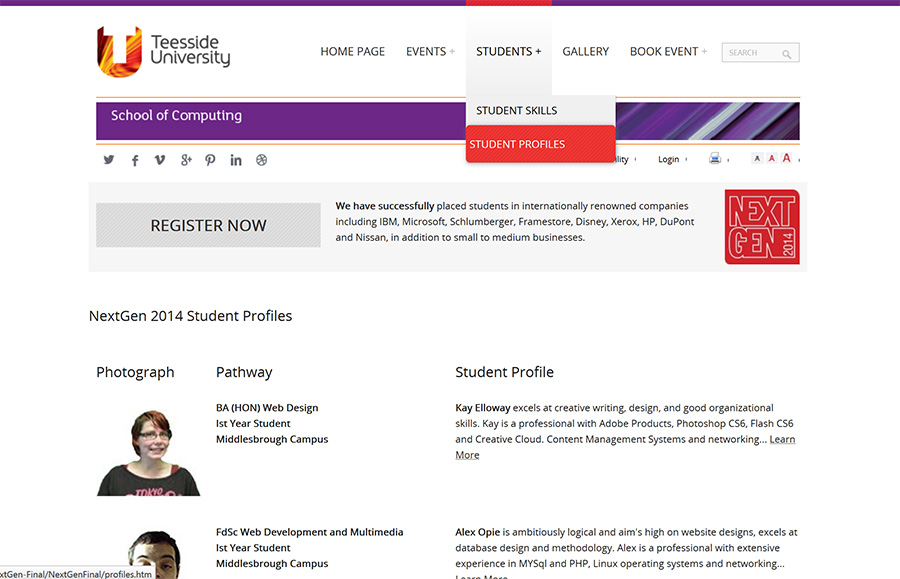 Teesside
University
HOME PAGE EVENTS + STUDENTS + GALLERY BOOK EVENT + SEARCH
STUDENT SKILLS
School of Computing
STUDENT PROFILES
Login
A A A
REGISTER NOW
We have successfully placed students in internationally renowned companies
including IBM, Microsoft, Schlumberger, Framestore, Disney, Xerox, HP, DuPont
and Nissan, in addition to small to medium businesses.
NEXT
GEN
2014
NextGen 2014 Student Profiles
Photograph Pathway Student Profile
BA (HON) Web Design
Ist Year Student
Middlesbrough Campus
Kay Elloway excels at creative writing, design, and good organizational
skills. Kay is a professional with Adobe Products, Photoshop CS6, Flash CS6
and Creative Cloud. Content Management Systems and networking... Learn
More
TOKYO
FdSc Web Development and Multimedia
Ist Year Student
Middlesbrough Campus
Alex Opie is ambitiously logical and aim's high on website designs, excels at
database design and methodology. Alex is a professional with extensive
experience in MYSql and PHP, Linux operating systems and networking...
Learn More
xtGen-Final/NextGenFinal/profiles.htm